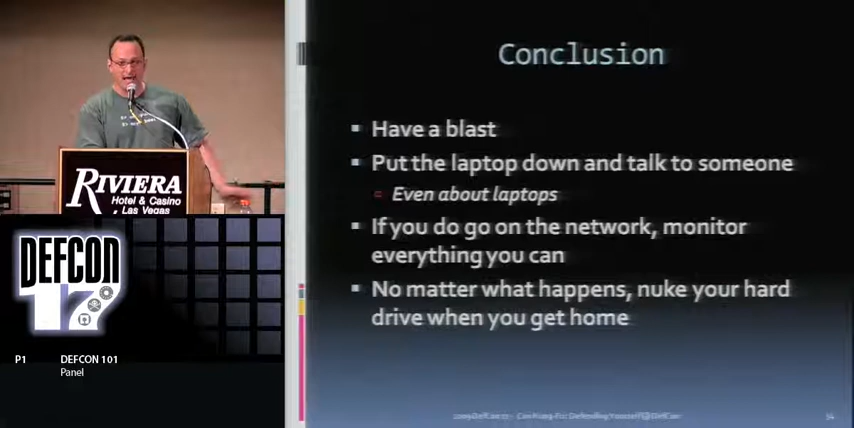 RIVIERA
Hotel & Casino
Las Vegas
DEFCON
17
P1 DEFCON 101
Panel
Conclusion
Have a blast
Put the laptop down and talk to someone
Even about laptops
If you do go on the network, monitor
everything you can
No matter what happens, nuke your hard
drive when you get home